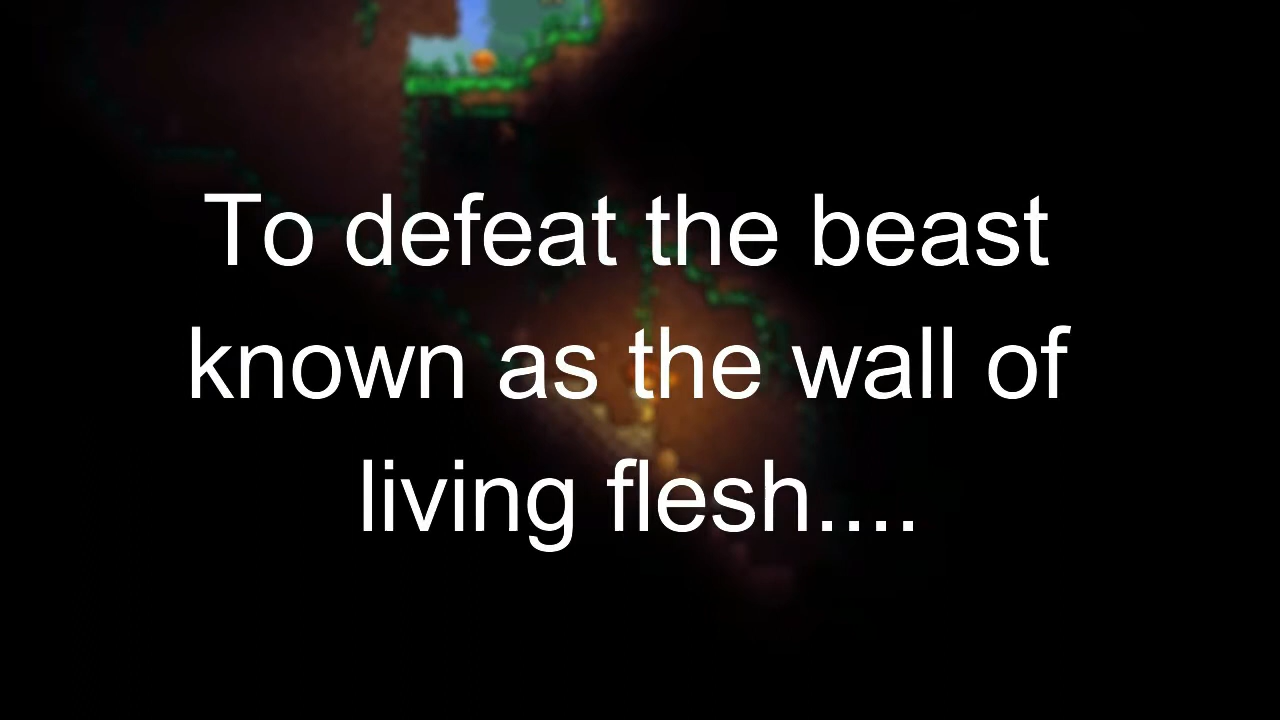 To defeat the beast
known as the wall of
living flesh....